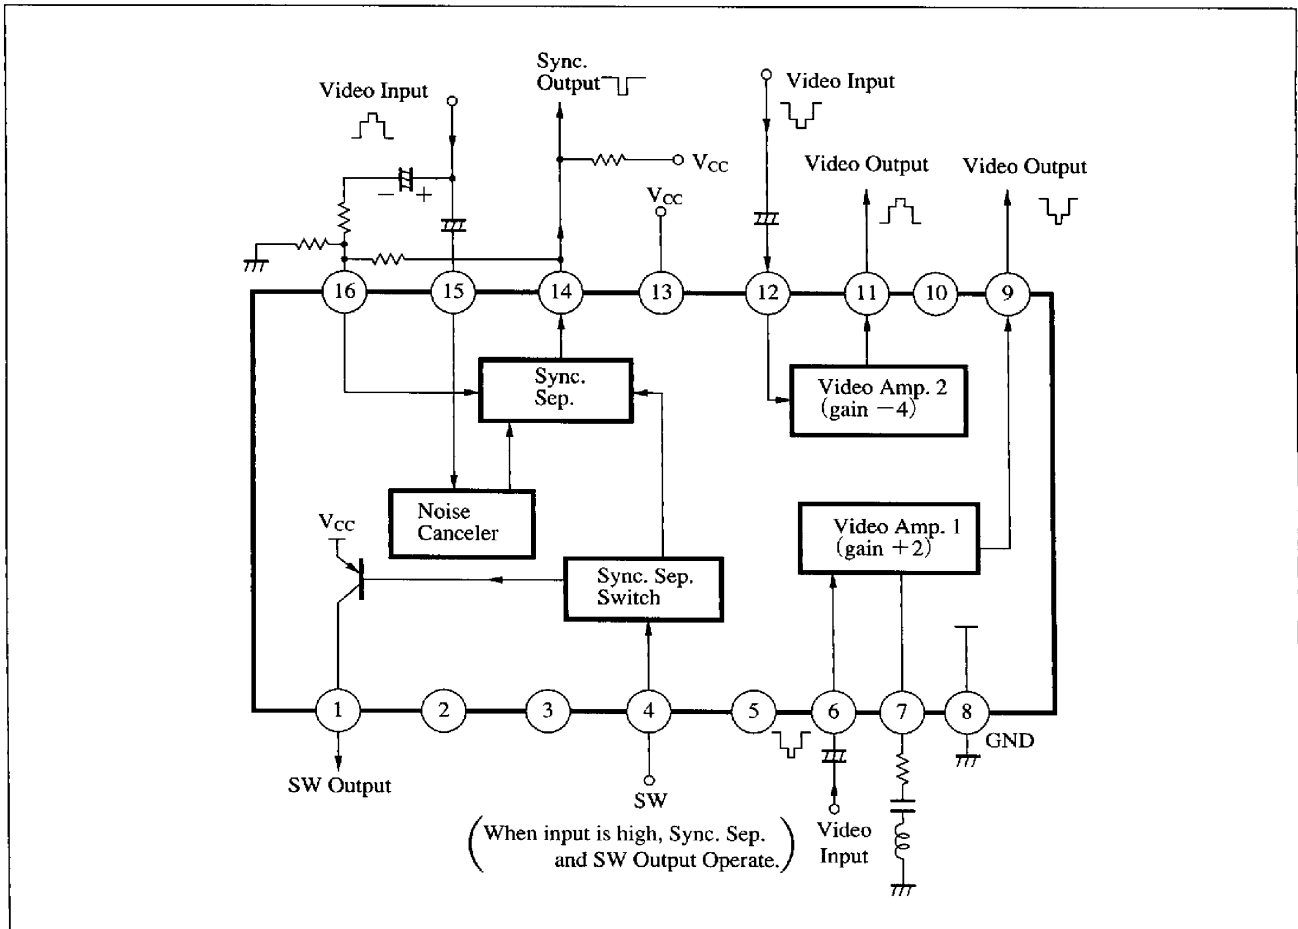 Sync.
Output
Video Input
Video Input
Video Output
Video Output
VCC
VCC
− +
16
15
14
13
12
11
10
9
Sync.
Sep.
Video Amp. 2
(gain −4)
Noise
Canceler
Video Amp. 1
(gain +2)
VCC
Sync. Sep.
Switch
1
2
3
4
5
6
7
8
GND
SW Output
SW
Video
Input
(When input is high, Sync. Sep.
and SW Output Operate.)